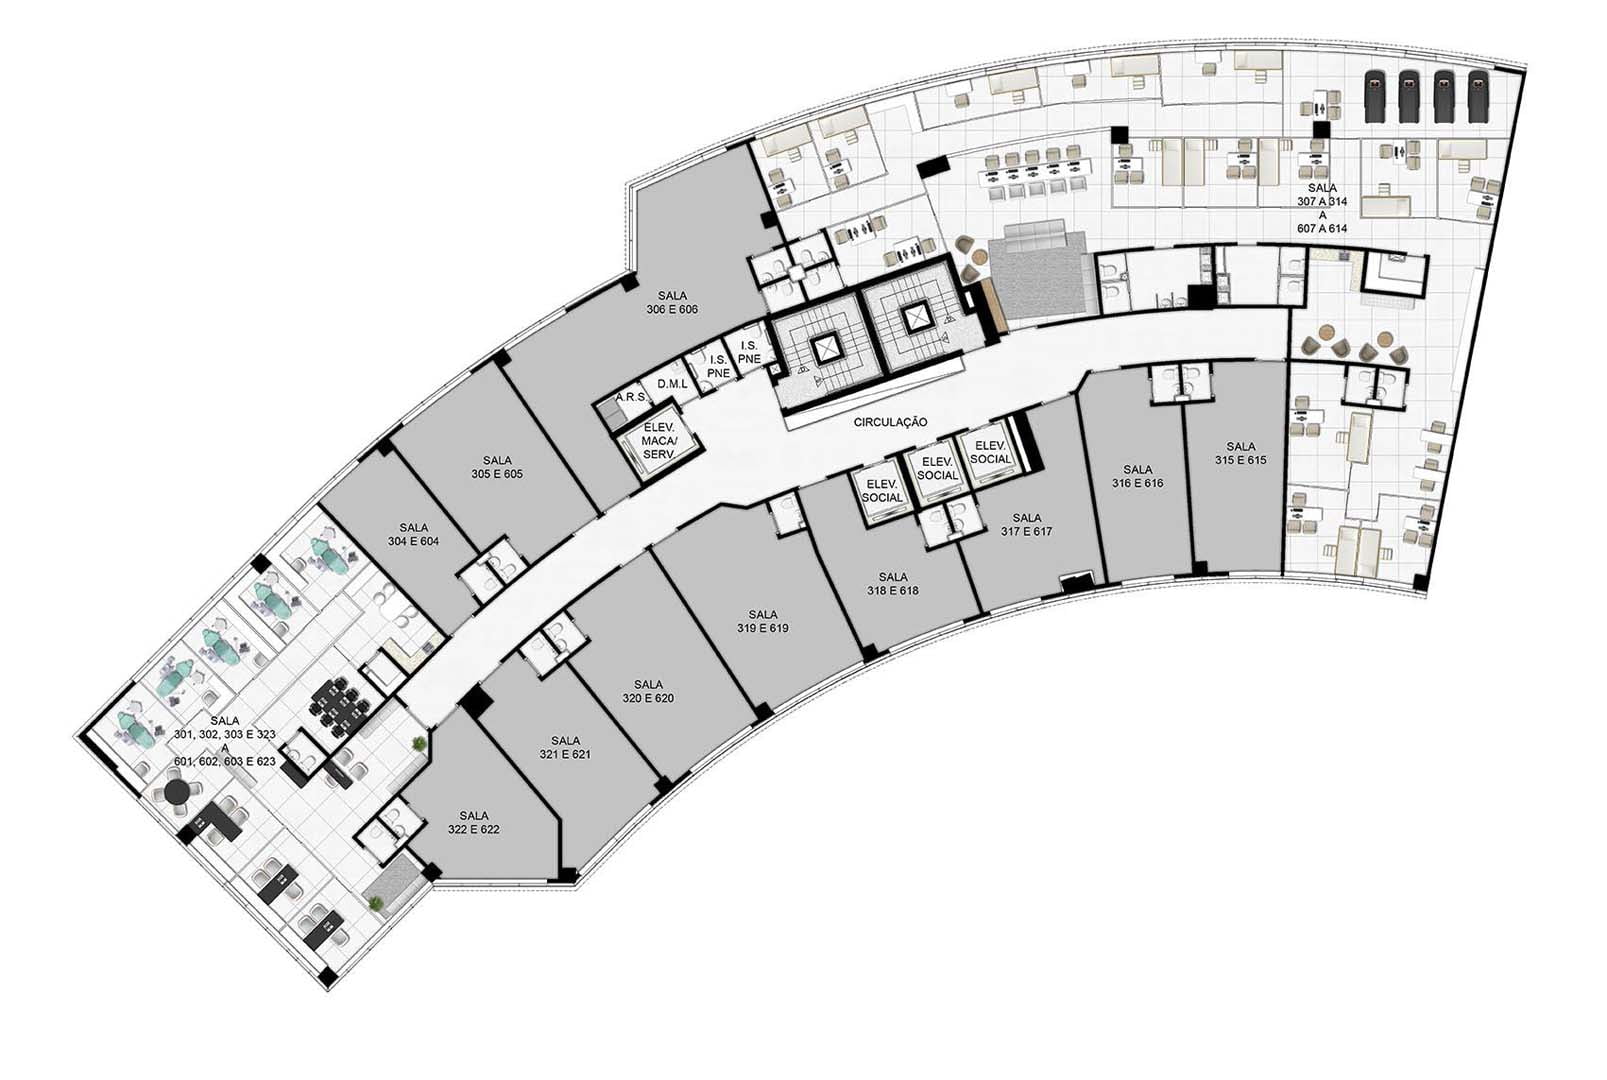 SALA
307 A 314
A
607 A 614
SALA
306 E 606
I.S.
PNE
I.S.
PNE
D.M.L
A.R.S.
ELEV.
MACA/
SERV.
CIRCULAÇÃO
ELEV.
SOCIAL
ELEV.
SOCIAL
ELEV.
SOCIAL
SALA
305 E 605
SALA
304 E 604
SALA
315 E 615
SALA
316 E 616
SALA
317 E 617
SALA
318 E 618
SALA
319 E 619
SALA
320 E 620
SALA
321 E 621
SALA
322 E 622
SALA
301, 302, 303 E 323
A
601, 602, 603 E 623